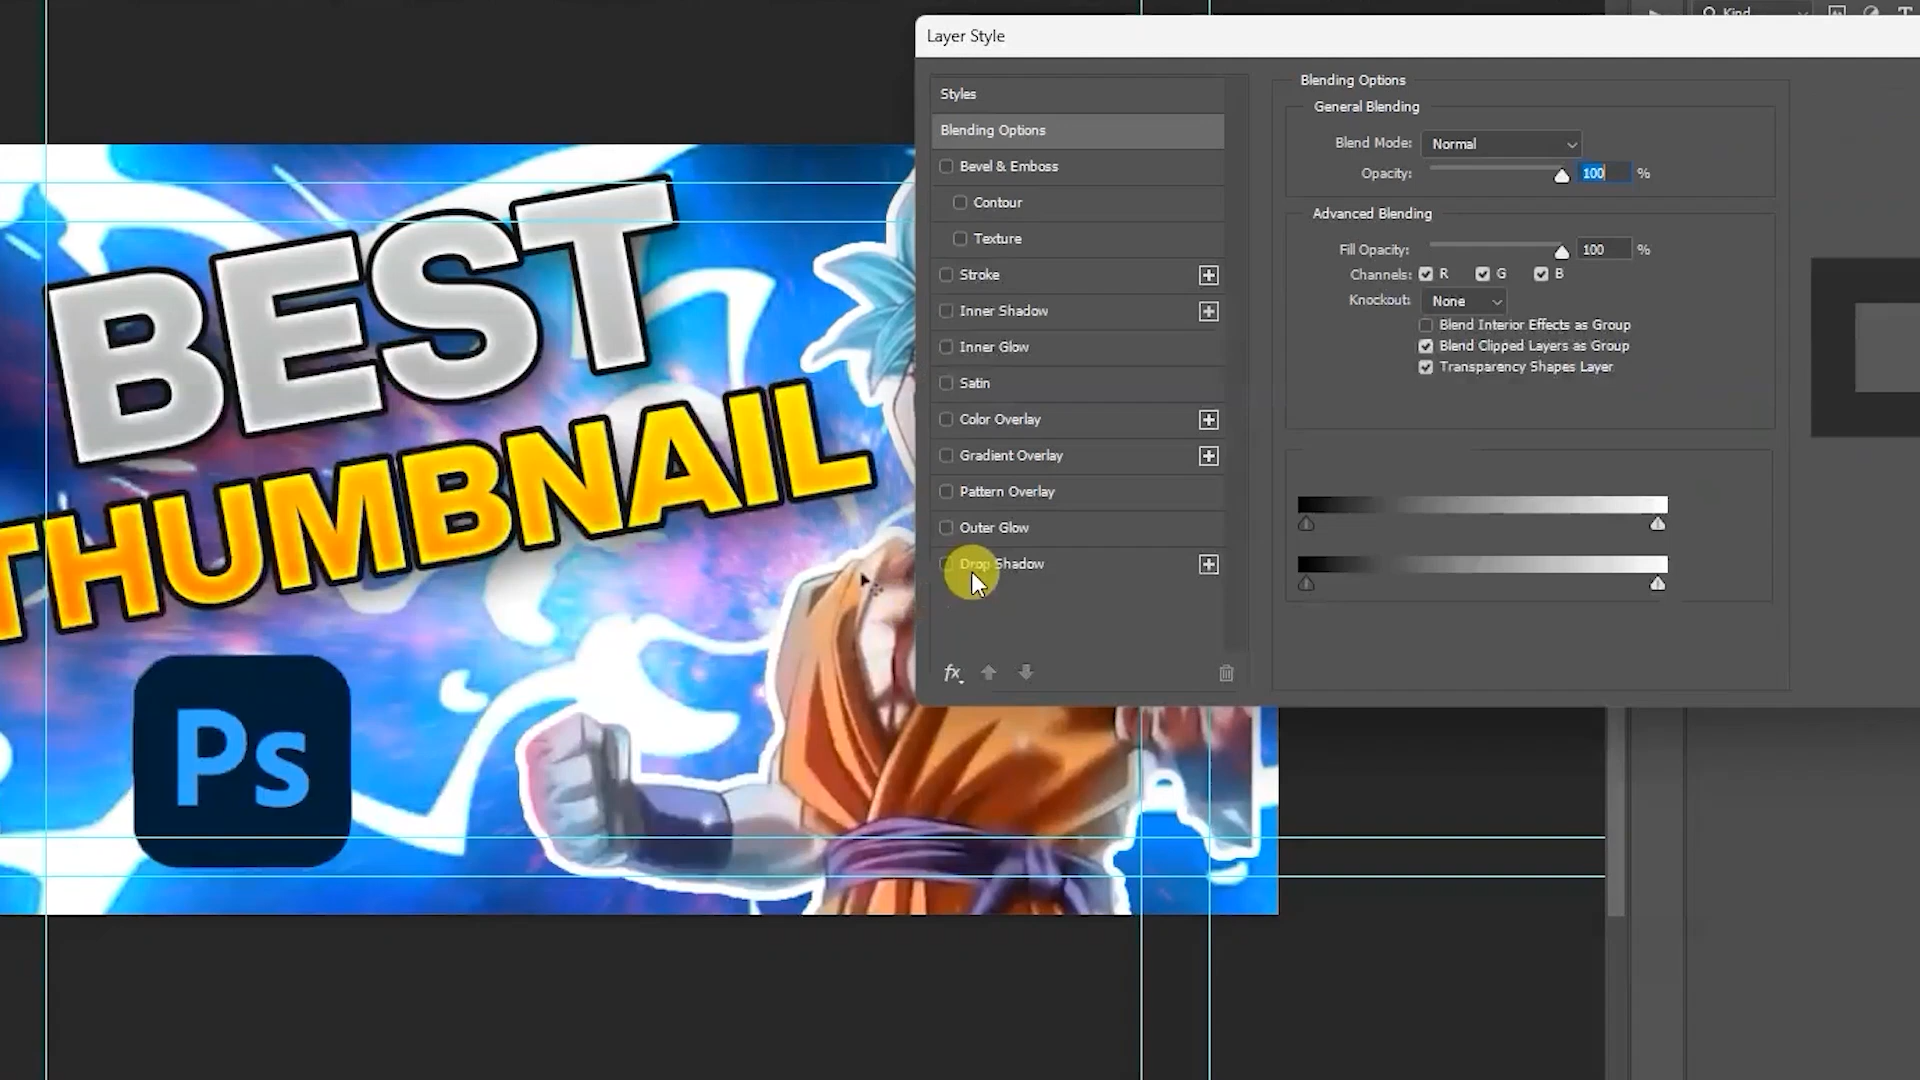 Kind
Layer Style
Styles
Blending Options
Bevel & Emboss
Contour
Texture
Stroke
Inner Shadow
Inner Glow
Satin
Color Overlay
Gradient Overlay
Pattern Overlay
Outer Glow
Drop Shadow
fx
Blending Options
General Blending
Blend Mode: Normal
Opacity: 100 %
Advanced Blending
Fill Opacity: 100 %
Channels: R G B
Knockout: None
Blend Interior Effects as Group
Blend Clipped Layers as Group
Transparency Shapes Layer
BEST
THUMBNAIL
Ps